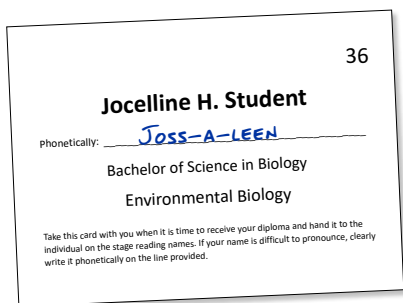 36
Jocelline H. Student
Phonetically: JOSS-A-LEEN
Bachelor of Science in Biology
Environmental Biology
Take this card with you when it is time to receive your diploma and hand it to the
individual on the stage reading names. If your name is difficult to pronounce, clearly
write it phonetically on the line provided.